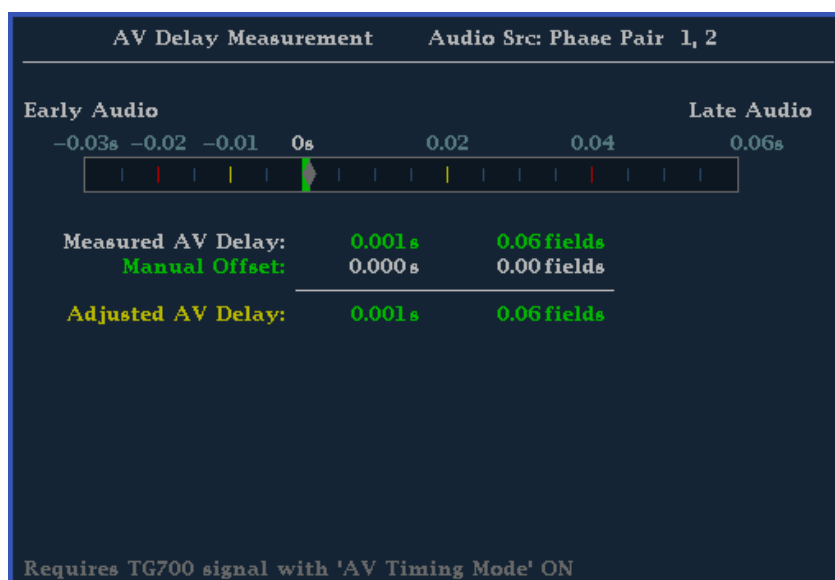 AV Delay Measurement Audio Src: Phase Pair 1, 2
Early Audio Late Audio
-0.03s -0.02 -0.01 0s 0.02 0.04 0.06s
Measured AV Delay: 0.001 s 0.06 fields
Manual Offset: 0.000 s 0.00 fields
Adjusted AV Delay: 0.001 s 0.06 fields
Requires TG700 signal with 'AV Timing Mode' ON